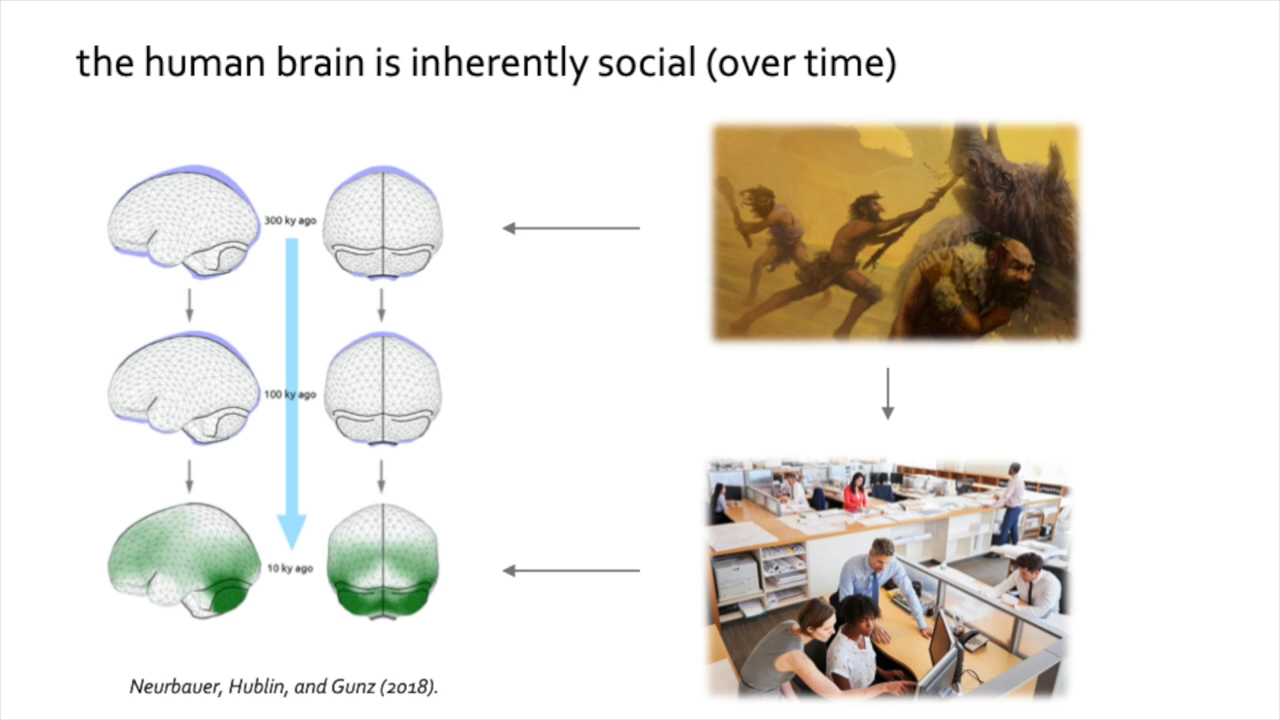 the human brain is inherently social (over time)
300 ky ago
100 ky ago
10 ky ago
Neurbauer, Hublin, and Gunz (2018).